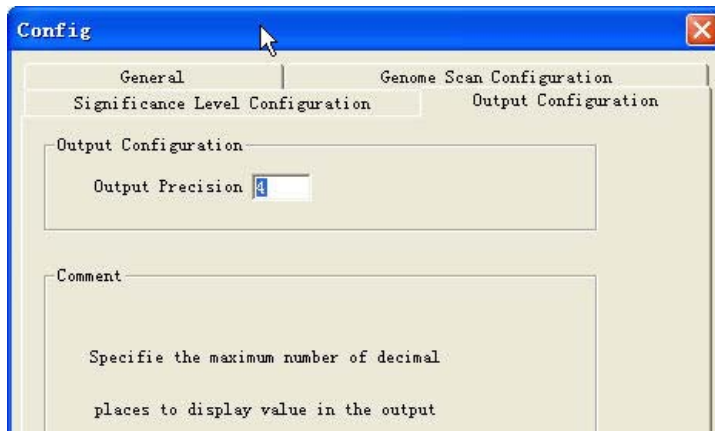 Config
General Genome Scan Configuration
Significance Level Configuration Output Configuration
Output Configuration
Output Precision 4
Comment
Specifie the maximum number of decimal
places to display value in the output